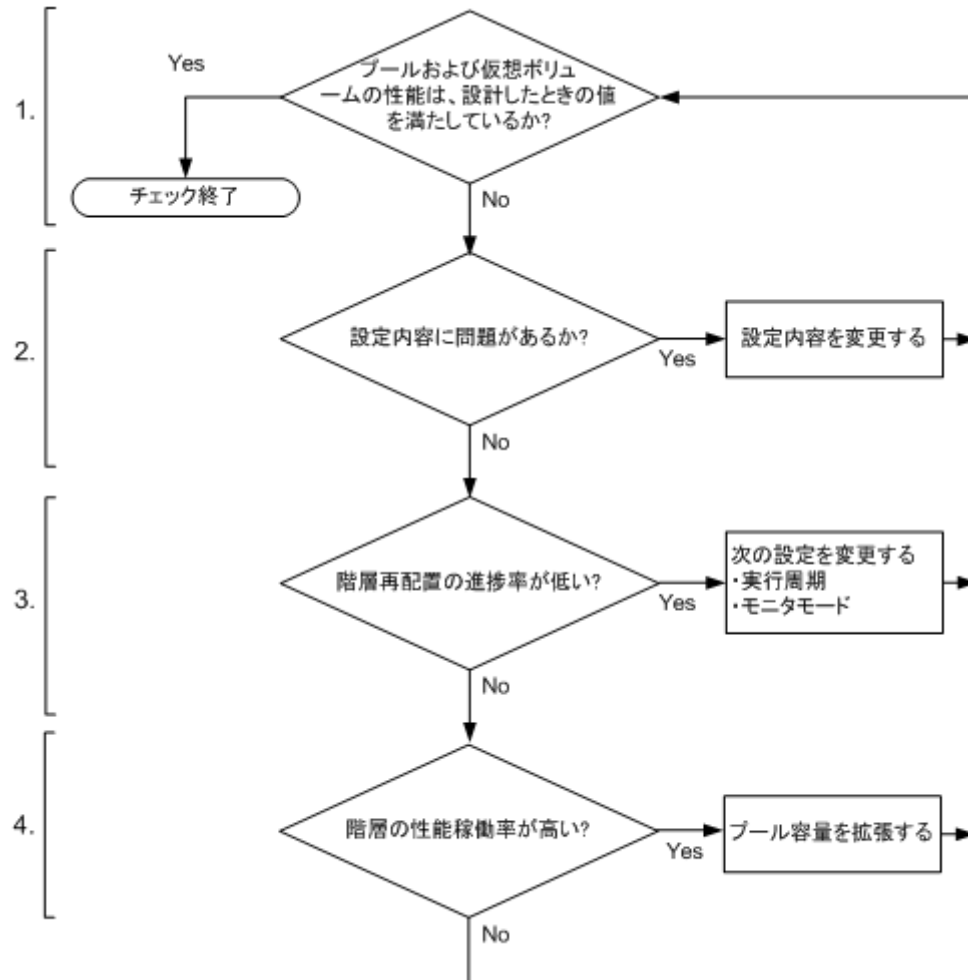 1.
プールおよび仮想ボリュ
ームの性能は、設計したときの値
を満たしているか?
Yes
チェック終了
No
2.
設定内容に問題があるか?
Yes
設定内容を変更する
No
3.
階層再配置の進捗率が低い?
Yes
次の設定を変更する
・実行周期
・モニタモード
No
4.
階層の性能稼働率が高い?
Yes
プール容量を拡張する
No